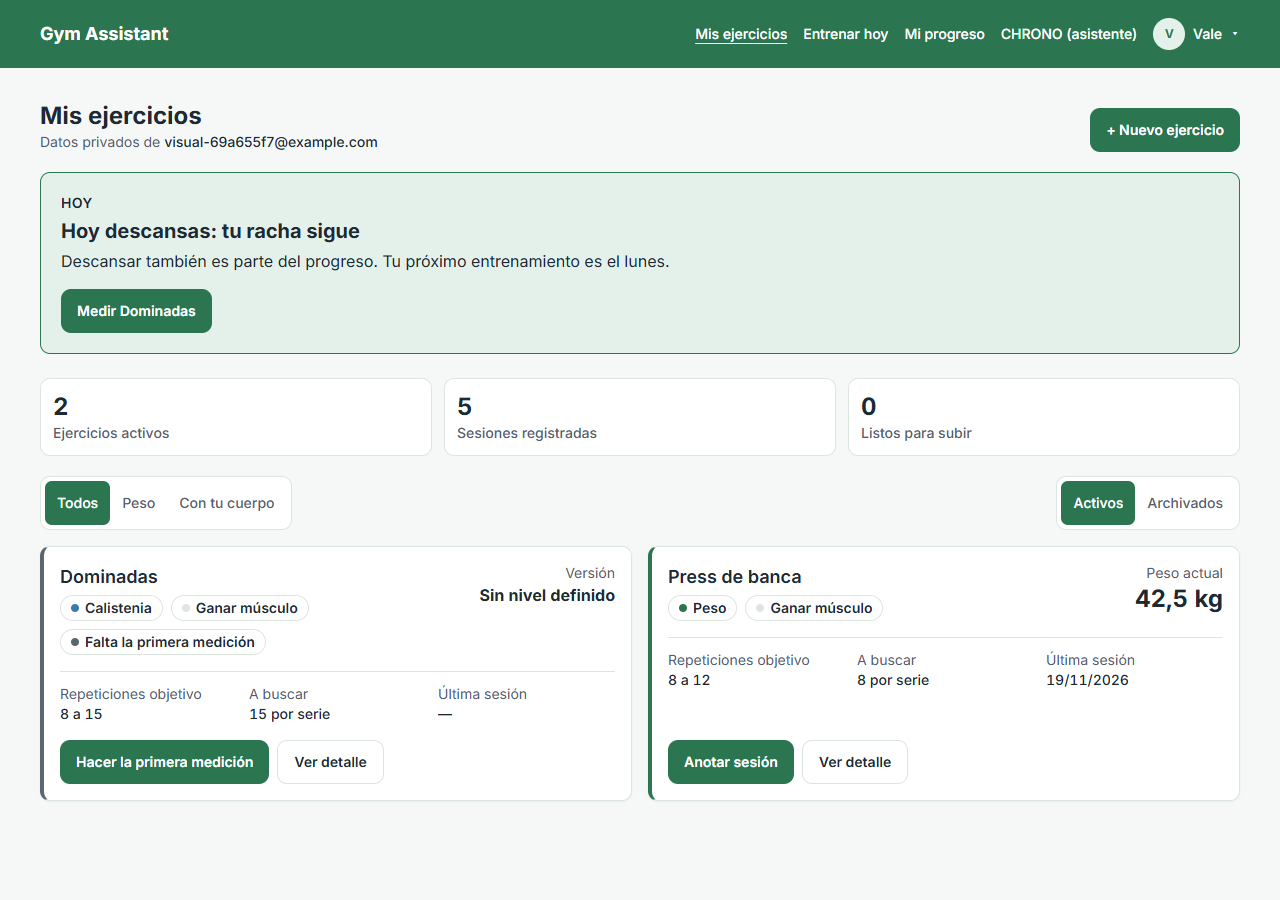 Gym Assistant
Mis ejercicios
Entrenar hoy
Mi progreso
CHRONO (asistente)
V
Vale
Mis ejercicios
Datos privados de visual-69a655f7@example.com
+ Nuevo ejercicio
HOY
Hoy descansas: tu racha sigue
Descansar también es parte del progreso. Tu próximo entrenamiento es el lunes.
Medir Dominadas
2
Ejercicios activos
5
Sesiones registradas
0
Listos para subir
Todos
Peso
Con tu cuerpo
Activos
Archivados
Dominadas
Calistenia
Ganar músculo
Falta la primera medición
Versión
Sin nivel definido
Repeticiones objetivo
8 a 15
A buscar
15 por serie
Última sesión
—
Hacer la primera medición
Ver detalle
Press de banca
Peso
Ganar músculo
Peso actual
42,5 kg
Repeticiones objetivo
8 a 12
A buscar
8 por serie
Última sesión
19/11/2026
Anotar sesión
Ver detalle